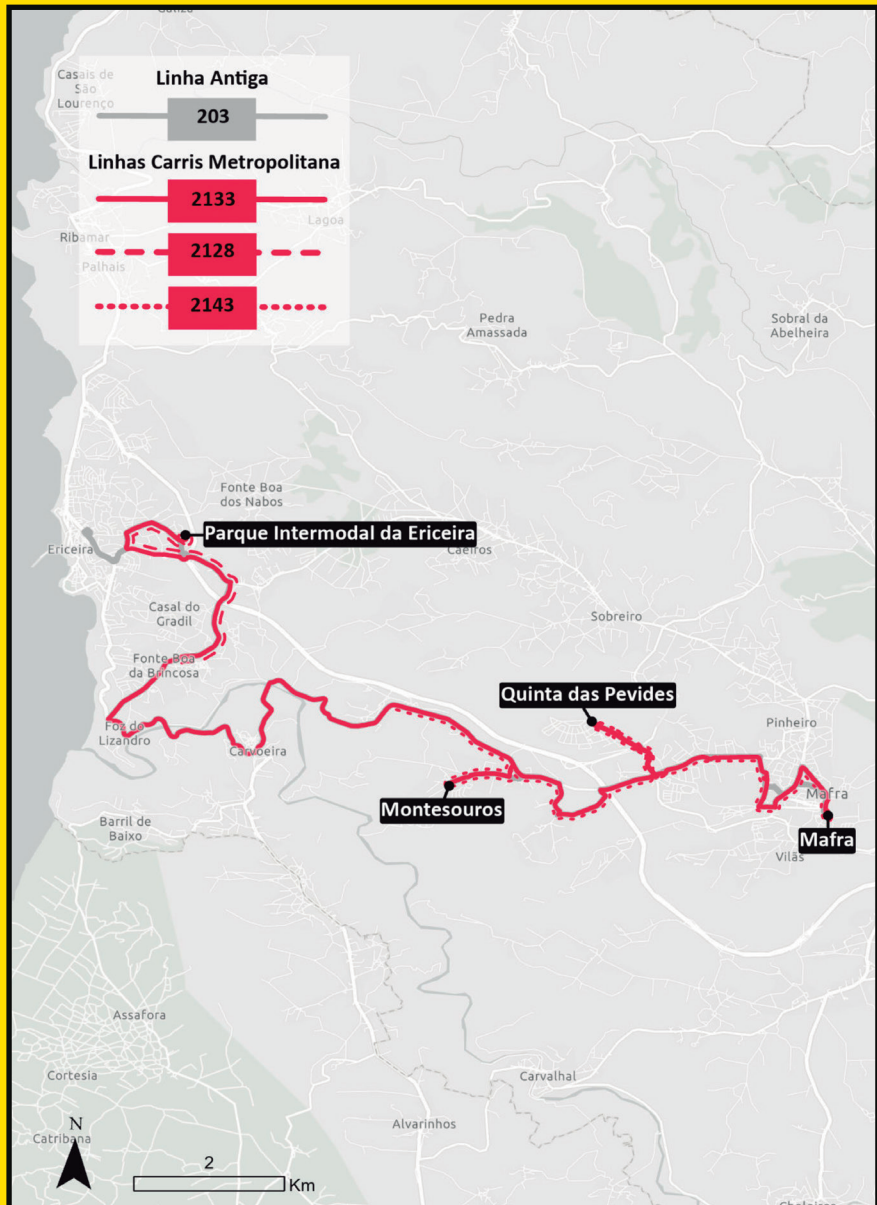 Casais de
São
Lourenço
Linha Antiga
203
Linhas Carris Metropolitana
2133
2128
2143
Lagoa
Ribamar
Palhais
Pedra
Amassada
Sobral da
Abelheira
Fonte Boa
dos Nabos
Parque Intermodal da Ericeira
Ericeira
Caeiros
Casal do
Gradil
Sobreiro
Fonte Boa
da Brincosa
Quinta das Pevides
Foz do
Lizandro
Carvoeira
Pinheiro
Montesouros
Mafra
Mafra
Barril de
Baixo
Vilãs
Assafora
Cortesia
Carvalhal
Alvarinhos
Catribana
N
2
Km